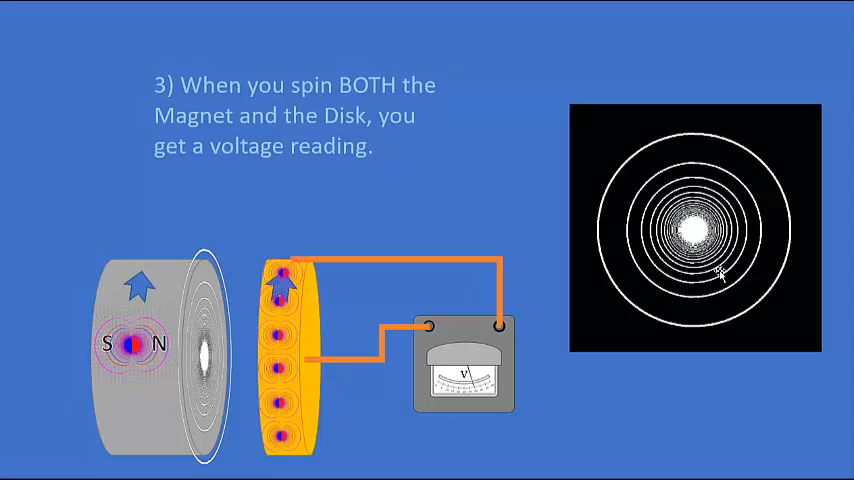 3) When you spin BOTH the
Magnet and the Disk, you
get a voltage reading.
S N
V